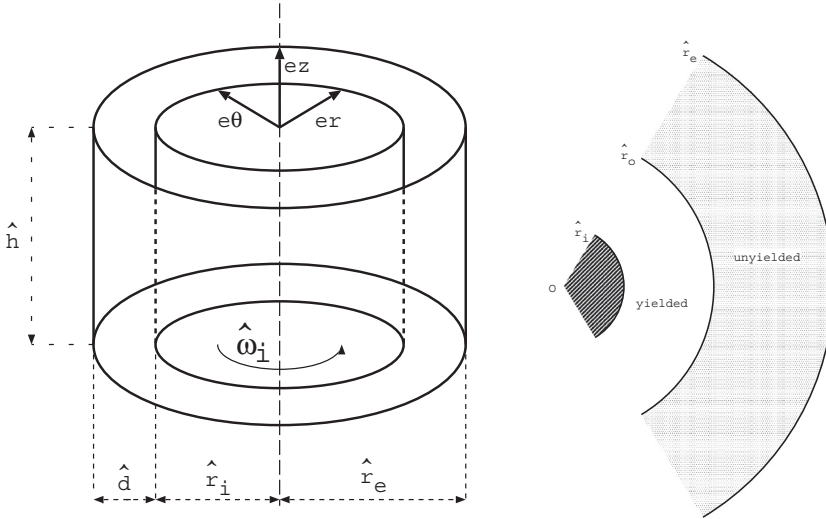 ez
eθ
er
ĥ
ω̂i
d̂
r̂i
r̂e
r̂e
r̂o
r̂i
O
yielded
unyielded